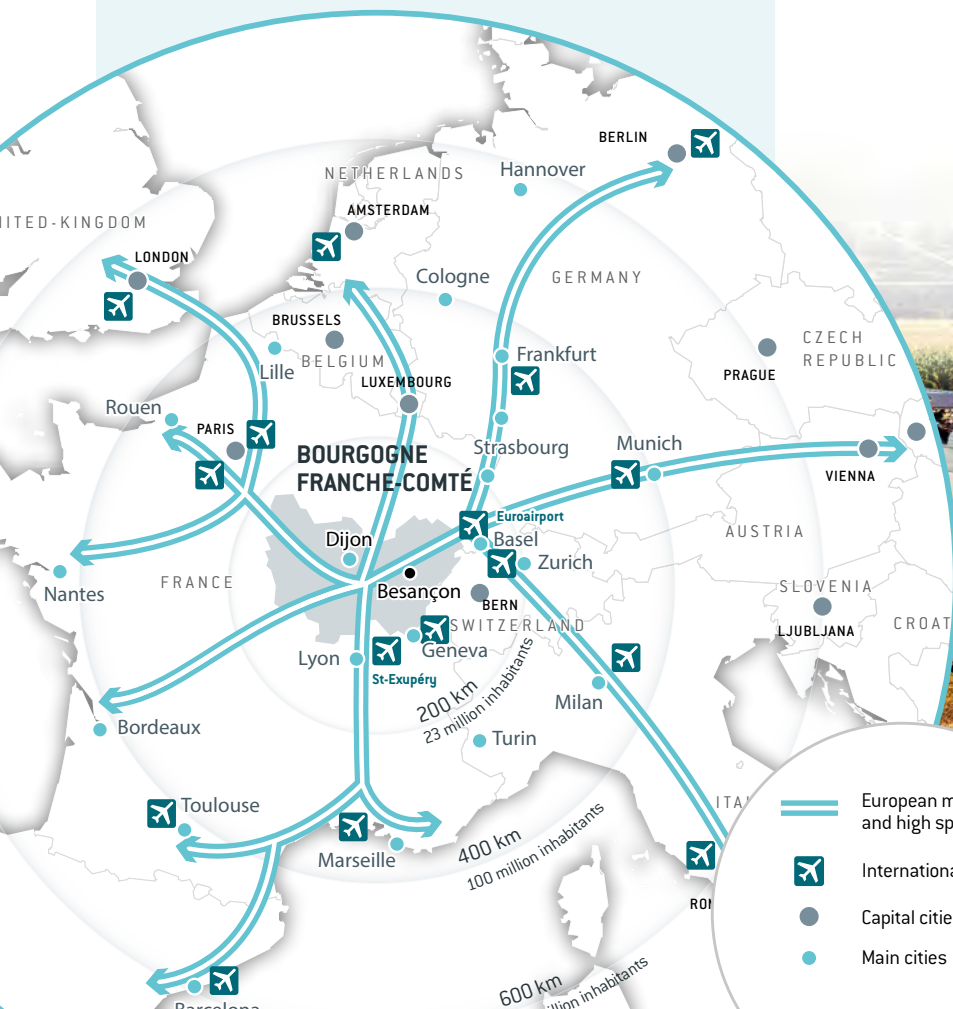 BERLIN
Hannover
NETHERLANDS
AMSTERDAM
ITED-KINGDOM
LONDON
Cologne
GERMANY
BRUSSELS
BELGIUM
Lille
LUXEMBOURG
Frankfurt
CZECH
REPUBLIC
PRAGUE
Rouen
PARIS
BOURGOGNE
FRANCHE-COMTÉ
Strasbourg
Munich
VIENNA
Euroairport
Basel
Zurich
AUSTRIA
Dijon
Besançon
BERN
SWITZERLAND
FRANCE
Nantes
SLOVENIA
LJUBLJANA
CROAT
Lyon
Geneva
St-Exupéry
200 km
23 million inhabitants
Milan
Turin
Bordeaux
Toulouse
Marseille
400 km
100 million inhabitants
ITA
RO
600 km
llion inhabitants
Barcelona
European m
and high sp
Internationa
Capital citie
Main cities